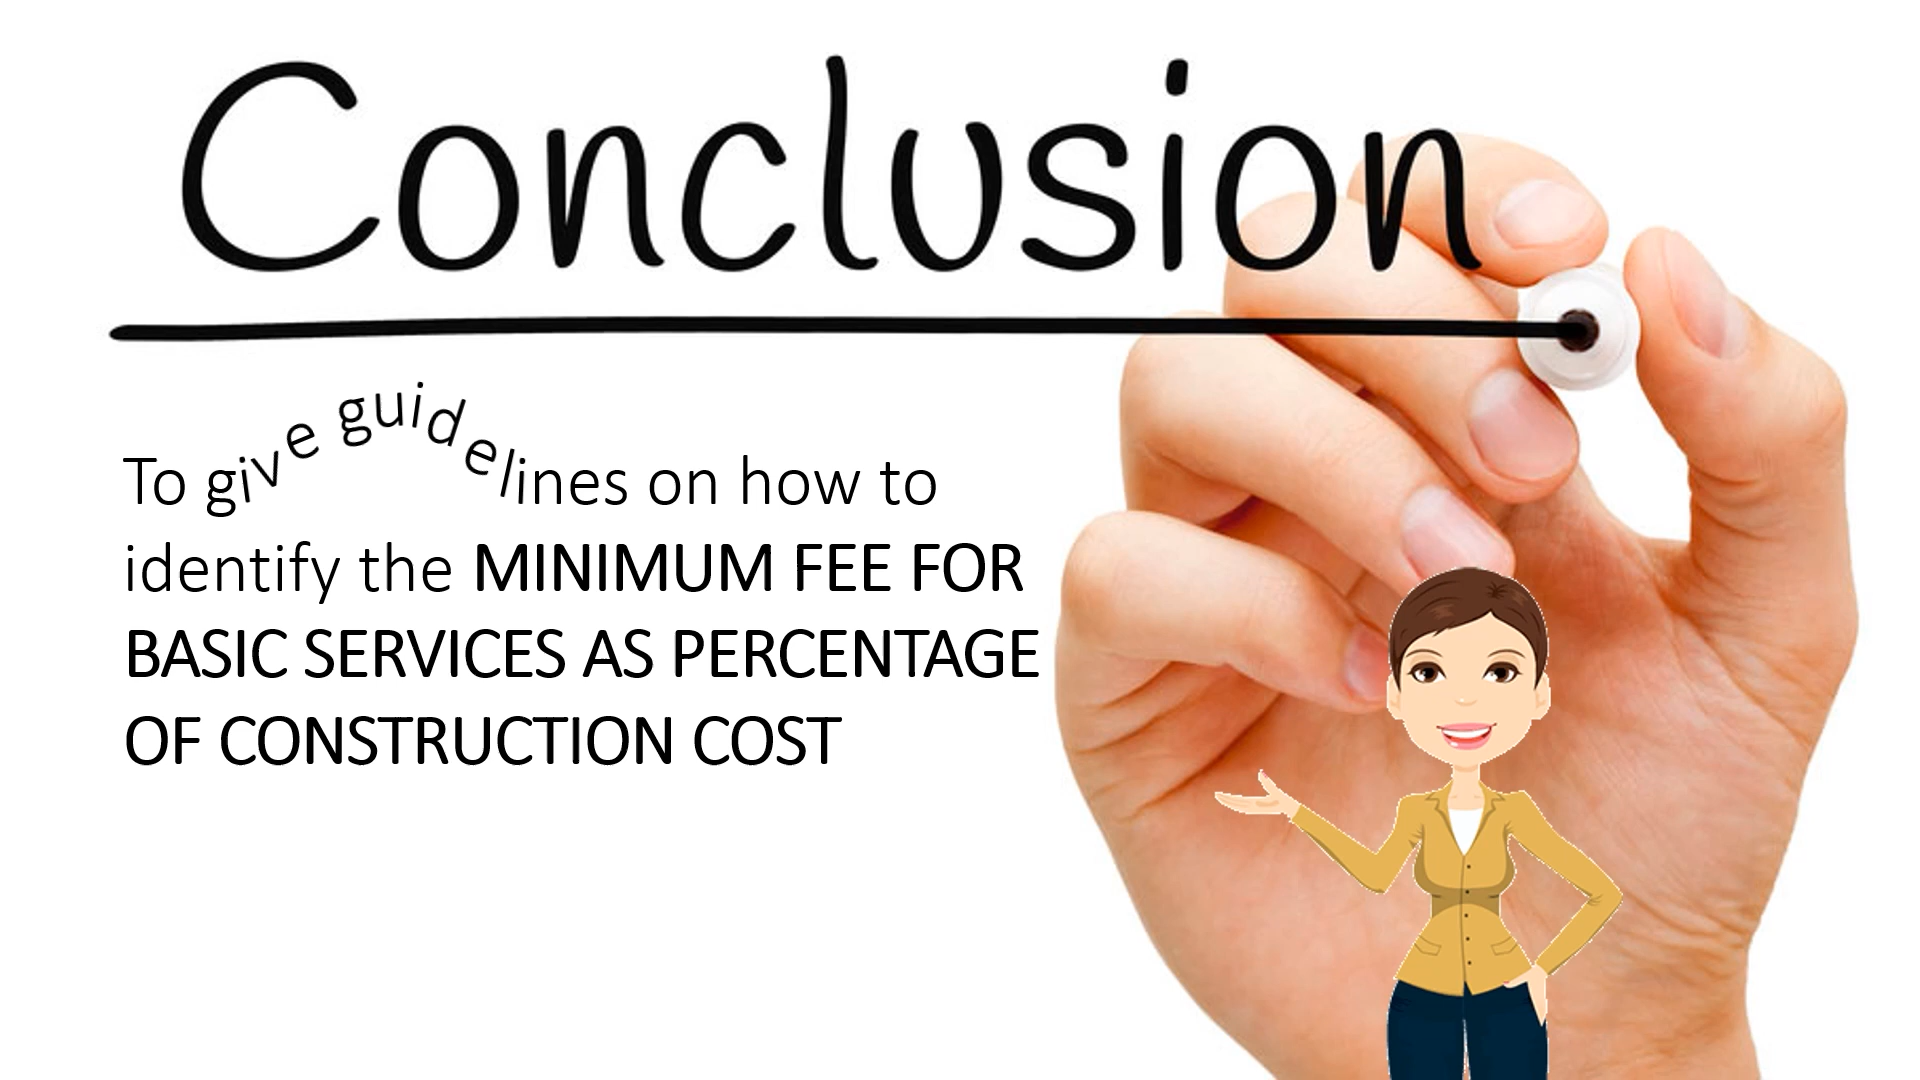 Conclusion
To give guidelines on how to
identify the MINIMUM FEE FOR
BASIC SERVICES AS PERCENTAGE
OF CONSTRUCTION COST